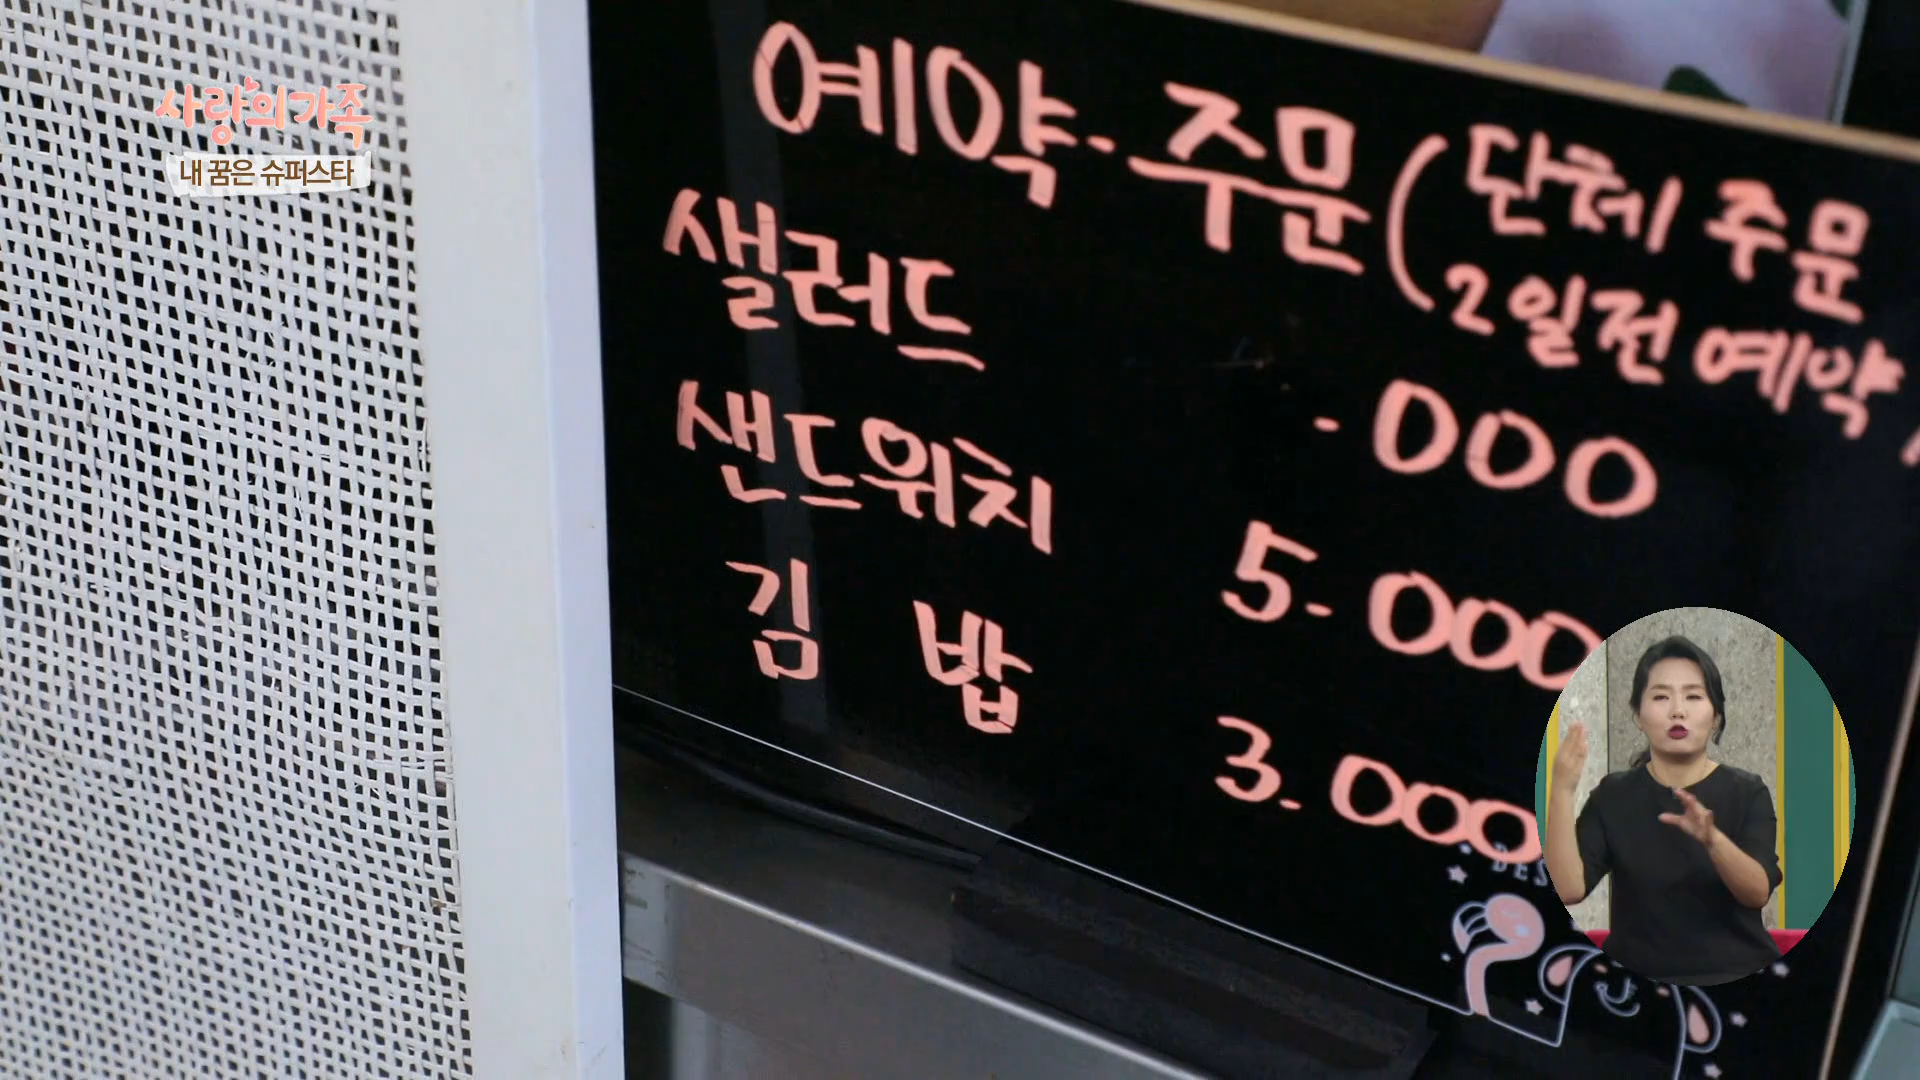 사랑의 가족
내 꿈은 슈퍼스타
예약·주문 (단체 주문
2일전 예약)
샐러드 -000
샌드위치 5-000
김 밥 3-000
BES